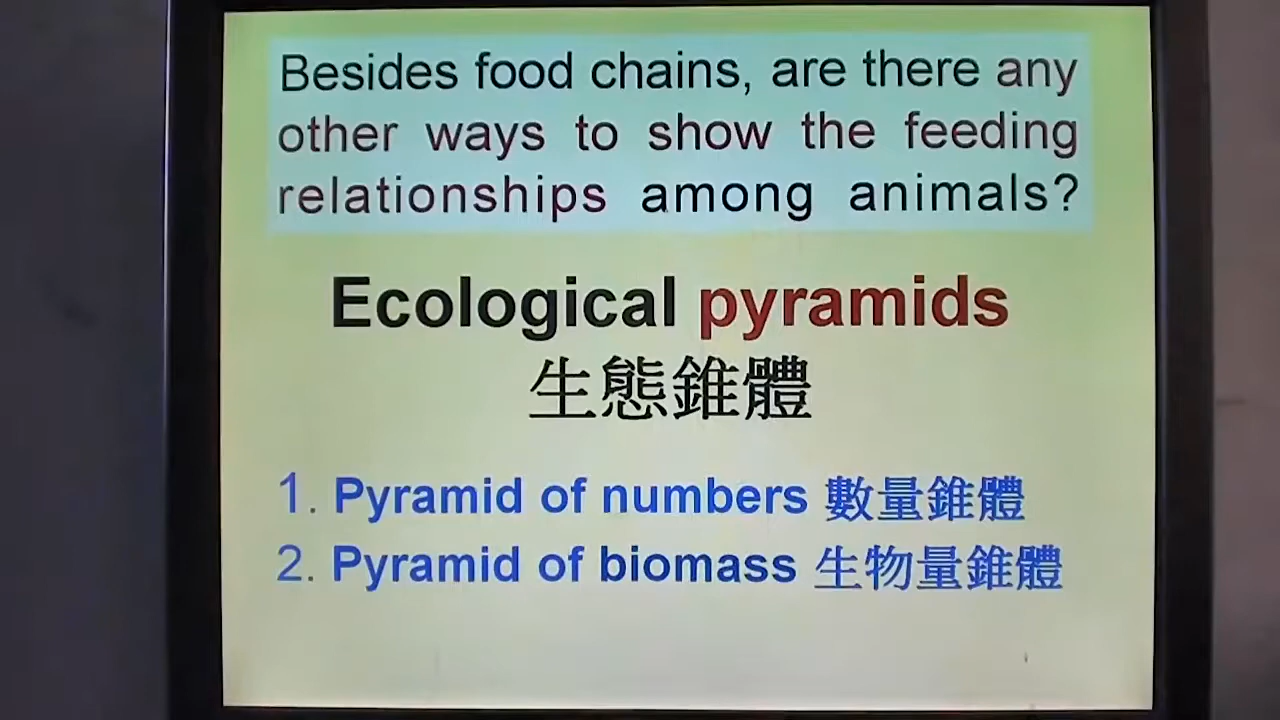 Besides food chains, are there any
other ways to show the feeding
relationships among animals?
Ecological pyramids
生態錐體
1. Pyramid of numbers 數量錐體
2. Pyramid of biomass 生物量錐體